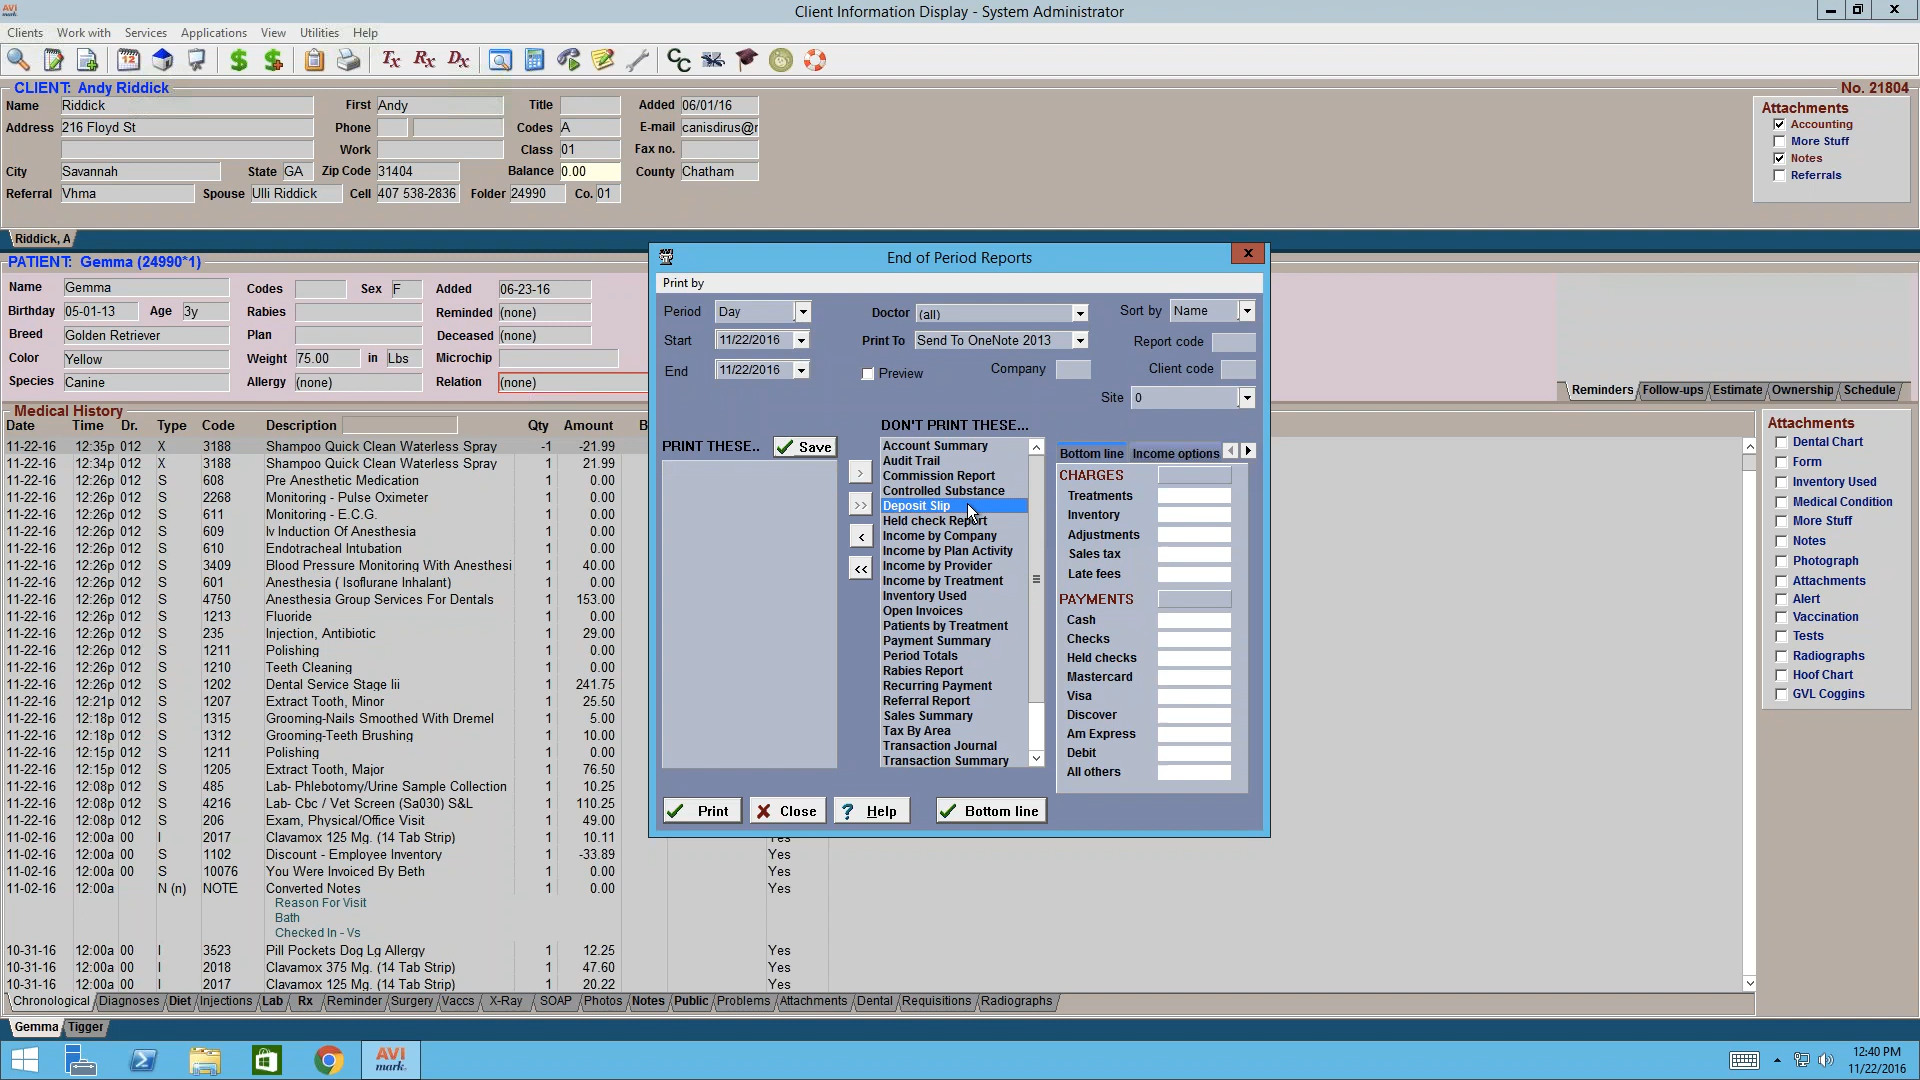 AVI mark
Client Information Display - System Administrator
Clients Work with Services Applications View Utilities Help
Tx Rx Dx CC
CLIENT: Andy Riddick No. 21804
Name Riddick First Andy Title Added 06/01/16
Address 216 Floyd St Phone Codes A E-mail canisdirus@r
Work Class 01 Fax no.
City Savannah State GA Zip Code 31404 Balance 0.00 County Chatham
Referral Vhma Spouse Ulli Riddick Cell 407 538-2836 Folder 24990 Co. 01
Attachments
Accounting
More Stuff
Notes
Referrals
Riddick, A
PATIENT: Gemma (24990*1)
Name Gemma Codes Sex F Added 06-23-16
Birthday 05-01-13 Age 3y Rabies Reminded (none)
Breed Golden Retriever Plan Deceased (none)
Color Yellow Weight 75.00 in Lbs Microchip
Species Canine Allergy (none) Relation (none)
Reminders Follow-ups Estimate Ownership Schedule
Medical History
Date Time Dr. Type Code Description Qty Amount B
11-22-16 12:35p 012 X 3188 Shampoo Quick Clean Waterless Spray -1 -21.99
11-22-16 12:34p 012 X 3188 Shampoo Quick Clean Waterless Spray 1 21.99
11-22-16 12:26p 012 S 608 Pre Anesthetic Medication 1 0.00
11-22-16 12:26p 012 S 2268 Monitoring - Pulse Oximeter 1 0.00
11-22-16 12:26p 012 S 611 Monitoring - E.C.G. 1 0.00
11-22-16 12:26p 012 S 609 Iv Induction Of Anesthesia 1 0.00
11-22-16 12:26p 012 S 610 Endotracheal Intubation 1 0.00
11-22-16 12:26p 012 S 3409 Blood Pressure Monitoring With Anesthesi 1 40.00
11-22-16 12:26p 012 S 601 Anesthesia ( Isoflurane Inhalant) 1 0.00
11-22-16 12:26p 012 S 4750 Anesthesia Group Services For Dentals 1 153.00
11-22-16 12:26p 012 S 1213 Fluoride 1 0.00
11-22-16 12:26p 012 S 235 Injection, Antibiotic 1 29.00
11-22-16 12:26p 012 S 1211 Polishing 1 0.00
11-22-16 12:26p 012 S 1210 Teeth Cleaning 1 0.00
11-22-16 12:26p 012 S 1202 Dental Service Stage Iii 1 241.75
11-22-16 12:21p 012 S 1207 Extract Tooth, Minor 1 25.50
11-22-16 12:18p 012 S 1315 Grooming-Nails Smoothed With Dremel 1 5.00
11-22-16 12:18p 012 S 1312 Grooming-Teeth Brushing 1 10.00
11-22-16 12:15p 012 S 1211 Polishing 1 0.00
11-22-16 12:15p 012 S 1205 Extract Tooth, Major 1 76.50
11-22-16 12:08p 012 S 485 Lab- Phlebotomy/Urine Sample Collection 1 10.25
11-22-16 12:08p 012 S 4216 Lab- Cbc / Vet Screen (Sa030) S&L 1 110.25
11-22-16 12:08p 012 S 206 Exam, Physical/Office Visit 1 49.00
11-02-16 12:00a 00 I 2017 Clavamox 125 Mg. (14 Tab Strip) 1 10.11 Yes
11-02-16 12:00a 00 S 1102 Discount - Employee Inventory 1 -33.89 Yes
11-02-16 12:00a 00 S 10076 You Were Invoiced By Beth 1 0.00 Yes
11-02-16 12:00a N (n) NOTE Converted Notes 1 0.00 Yes
Reason For Visit
Bath
Checked In - Vs
10-31-16 12:00a 00 I 3523 Pill Pockets Dog Lg Allergy 1 12.25 Yes
10-31-16 12:00a 00 I 2018 Clavamox 375 Mg. (14 Tab Strip) 1 47.60 Yes
10-31-16 12:00a 00 I 2017 Clavamox 125 Mg. (14 Tab Strip) 1 20.22 Yes
Chronological Diagnoses Diet Injections Lab Rx Reminder Surgery Vaccs X-Ray SOAP Photos Notes Public Problems Attachments Dental Requisitions Radiographs
Gemma Tigger
Attachments
Dental Chart
Form
Inventory Used
Medical Condition
More Stuff
Notes
Photograph
Attachments
Alert
Vaccination
Tests
Radiographs
Hoof Chart
GVL Coggins
End of Period Reports
Print by
Period Day Doctor (all) Sort by Name
Start 11/22/2016 Print To Send To OneNote 2013 Report code
End 11/22/2016 Preview Company Client code
Site 0
PRINT THESE.. Save
> >> < <<
DON'T PRINT THESE...
Account Summary
Audit Trail
Commission Report
Controlled Substance
Deposit Slip
Held check Report
Income by Company
Income by Plan Activity
Income by Provider
Income by Treatment
Inventory Used
Open Invoices
Patients by Treatment
Payment Summary
Period Totals
Rabies Report
Recurring Payment
Referral Report
Sales Summary
Tax By Area
Transaction Journal
Transaction Summary
Bottom line Income options
CHARGES
Treatments
Inventory
Adjustments
Sales tax
Late fees
PAYMENTS
Cash
Checks
Held checks
Mastercard
Visa
Discover
Am Express
Debit
All others
Print Close Help Bottom line
AVI mark
12:40 PM
11/22/2016